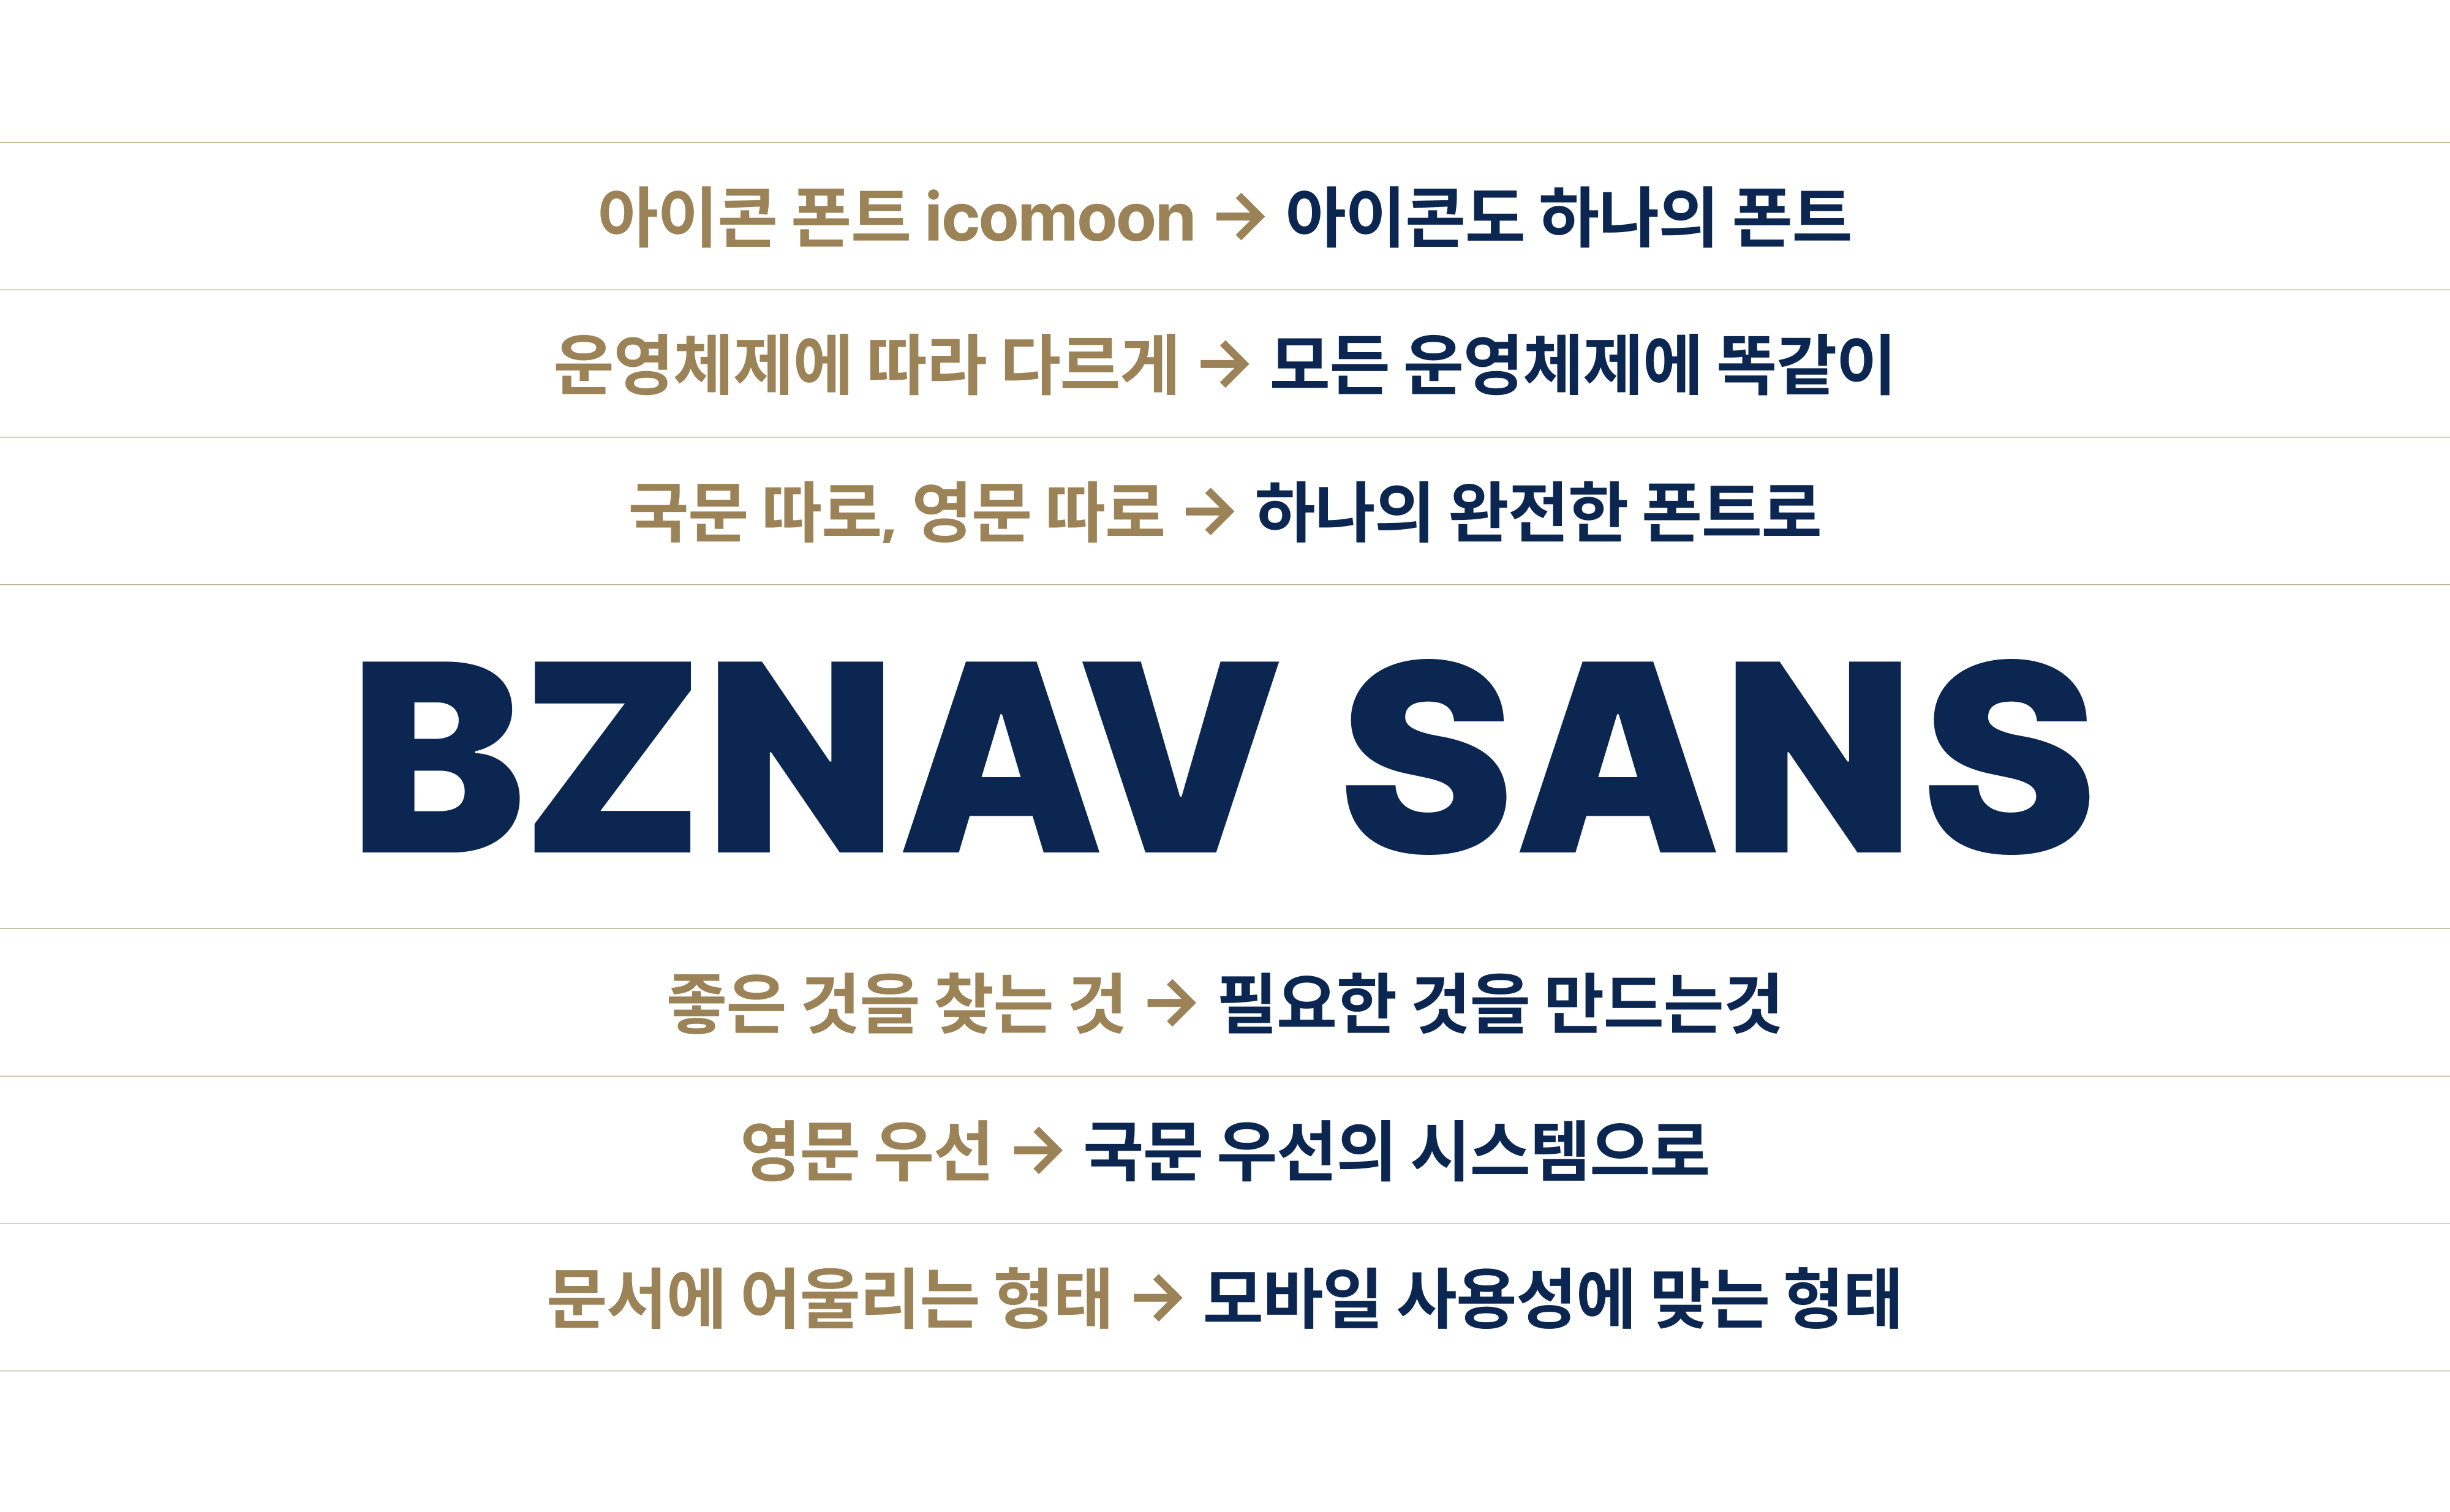 아이콘 폰트 icomoon → 아이콘도 하나의 폰트
운영체제에 따라 다르게 → 모든 운영체제에 똑같이
국문 따로, 영문 따로 → 하나의 완전한 폰트로
BZNAV SANS
좋은 것을 찾는 것 → 필요한 것을 만드는것
영문 우선 → 국문 우선의 시스템으로
문서에 어울리는 형태 → 모바일 사용성에 맞는 형태